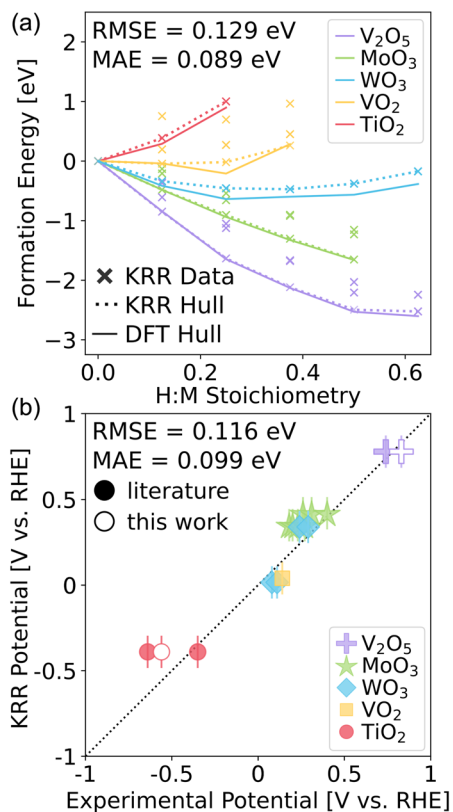 (a)
RMSE = 0.129 eV
MAE = 0.089 eV
V₂O₅
MoO₃
WO₃
VO₂
TiO₂
KRR Data
KRR Hull
DFT Hull
Formation Energy [eV]
2
1
0
−1
−2
−3
0.0
0.2
0.4
0.6
H:M Stoichiometry
(b)
RMSE = 0.116 eV
MAE = 0.099 eV
literature
this work
V₂O₅
MoO₃
WO₃
VO₂
TiO₂
KRR Potential [V vs. RHE]
1
0.5
0
-0.5
-1
-1
-0.5
0
0.5
1
Experimental Potential [V vs. RHE]